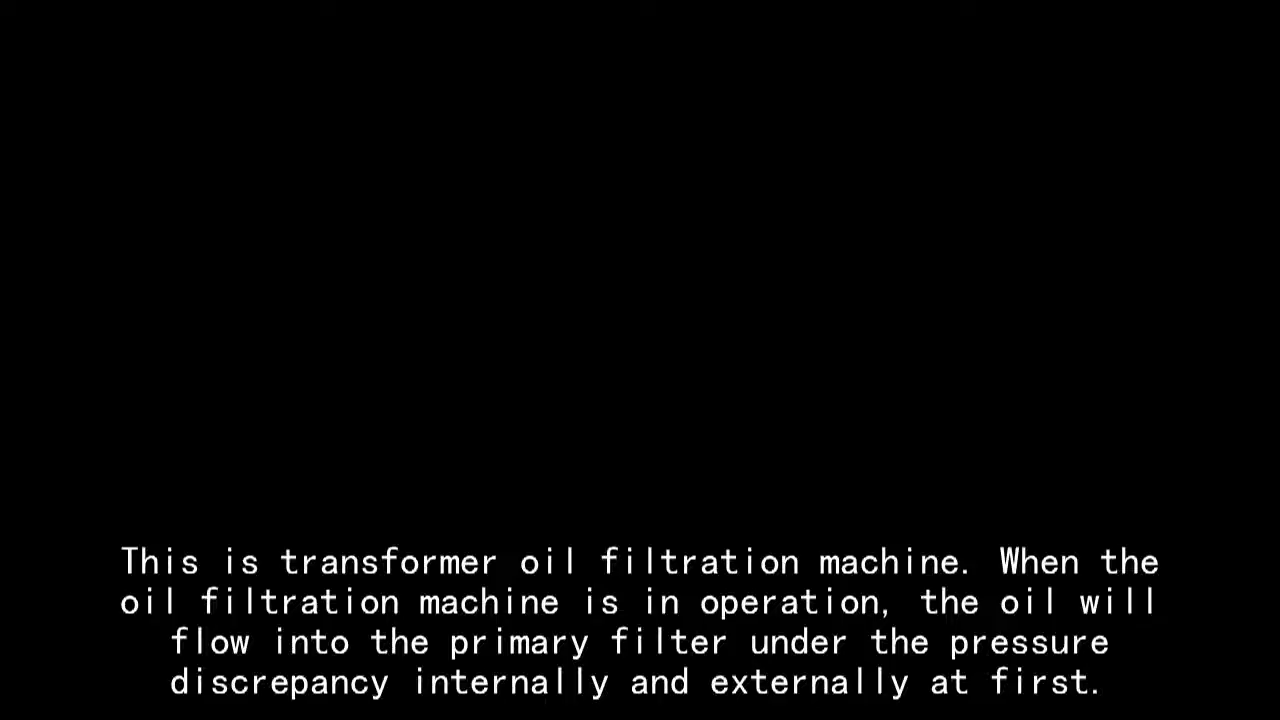 This is transformer oil filtration machine. When the
oil filtration machine is in operation, the oil will
flow into the primary filter under the pressure
discrepancy internally and externally at first.